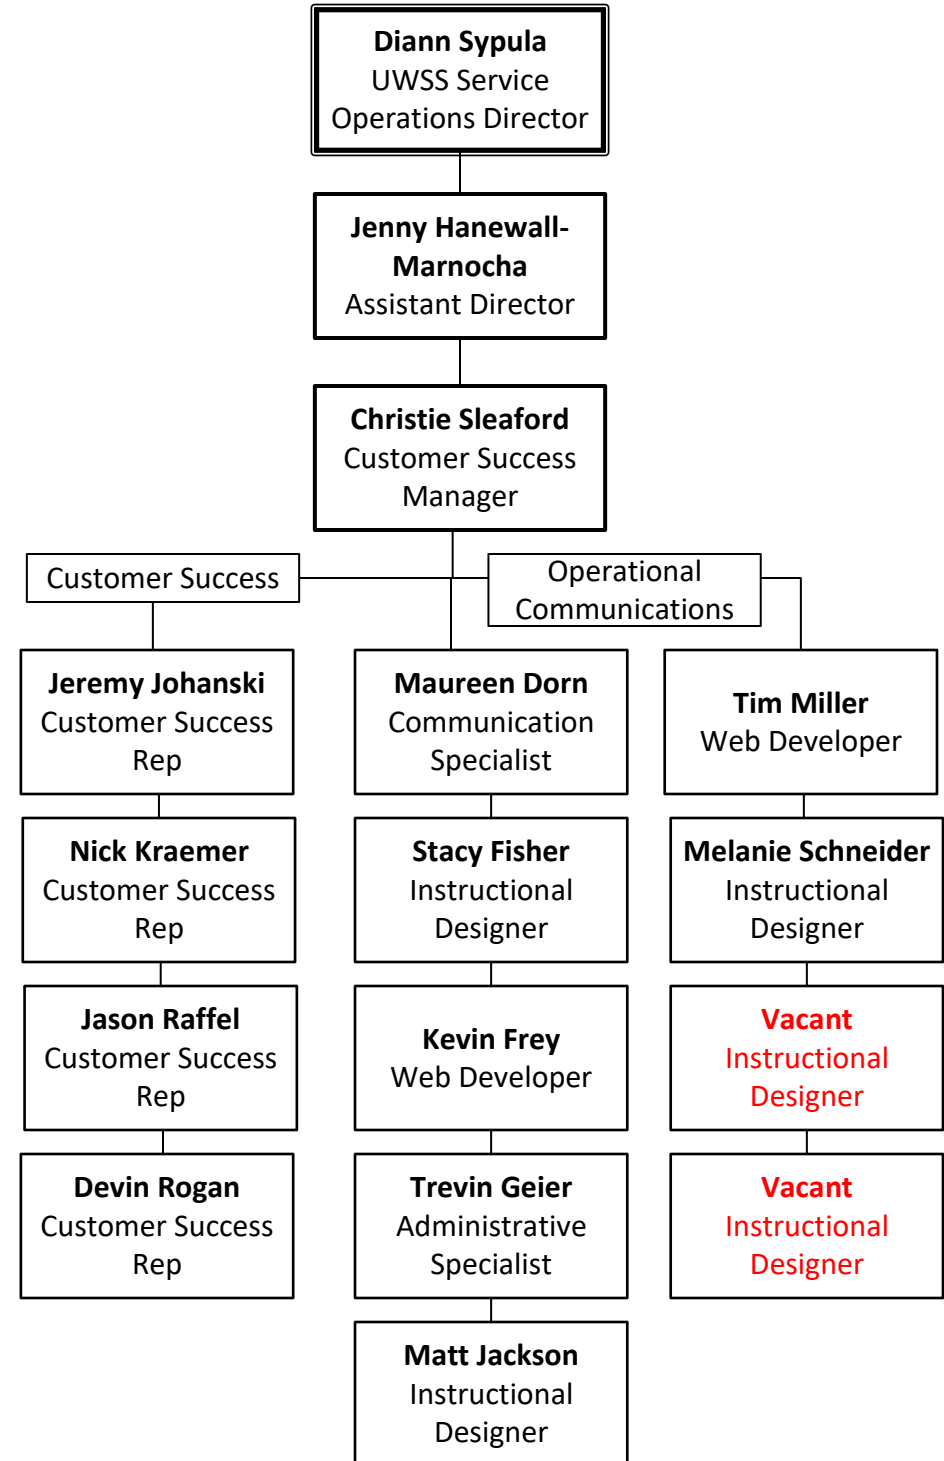 Diann Sypula
UWSS Service
Operations Director
Jenny Hanewall-
Marnocha
Assistant Director
Christie Sleaford
Customer Success
Manager
Customer Success
Operational
Communications
Jeremy Johanski
Customer Success
Rep
Nick Kraemer
Customer Success
Rep
Jason Raffel
Customer Success
Rep
Devin Rogan
Customer Success
Rep
Maureen Dorn
Communication
Specialist
Stacy Fisher
Instructional
Designer
Kevin Frey
Web Developer
Trevin Geier
Administrative
Specialist
Matt Jackson
Instructional
Designer
Tim Miller
Web Developer
Melanie Schneider
Instructional
Designer
Vacant
Instructional
Designer
Vacant
Instructional
Designer